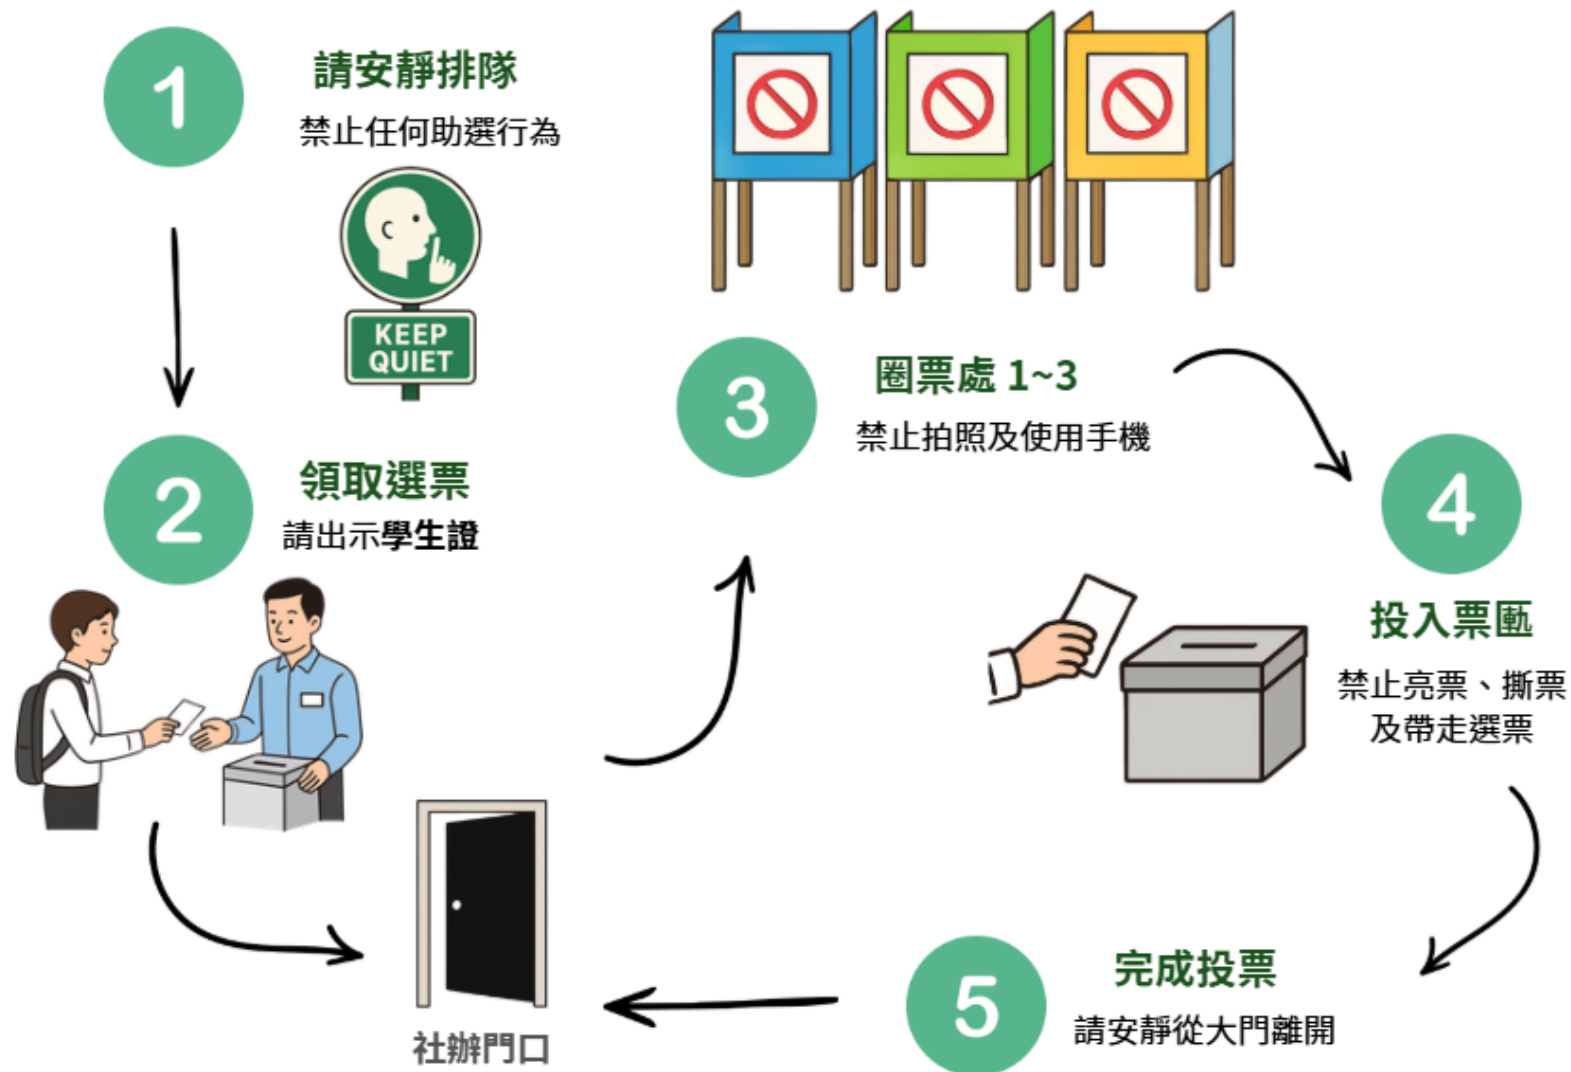 1
請安靜排隊
禁止任何助選行為
KEEP
QUIET
2
領取選票
請出示學生證
社辦門口
3
圈票處 1~3
禁止拍照及使用手機
4
投入票匭
禁止亮票、撕票
及帶走選票
5
完成投票
請安靜從大門離開